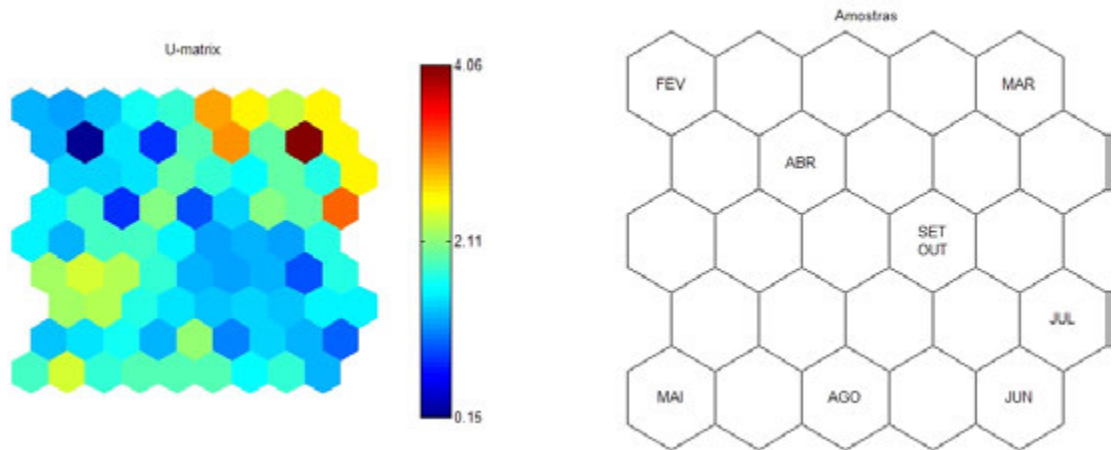 U-matrix
4.06
2.11
0.15
Amostras
FEV
MAR
ABR
SET
OUT
JUL
MAI
AGO
JUN